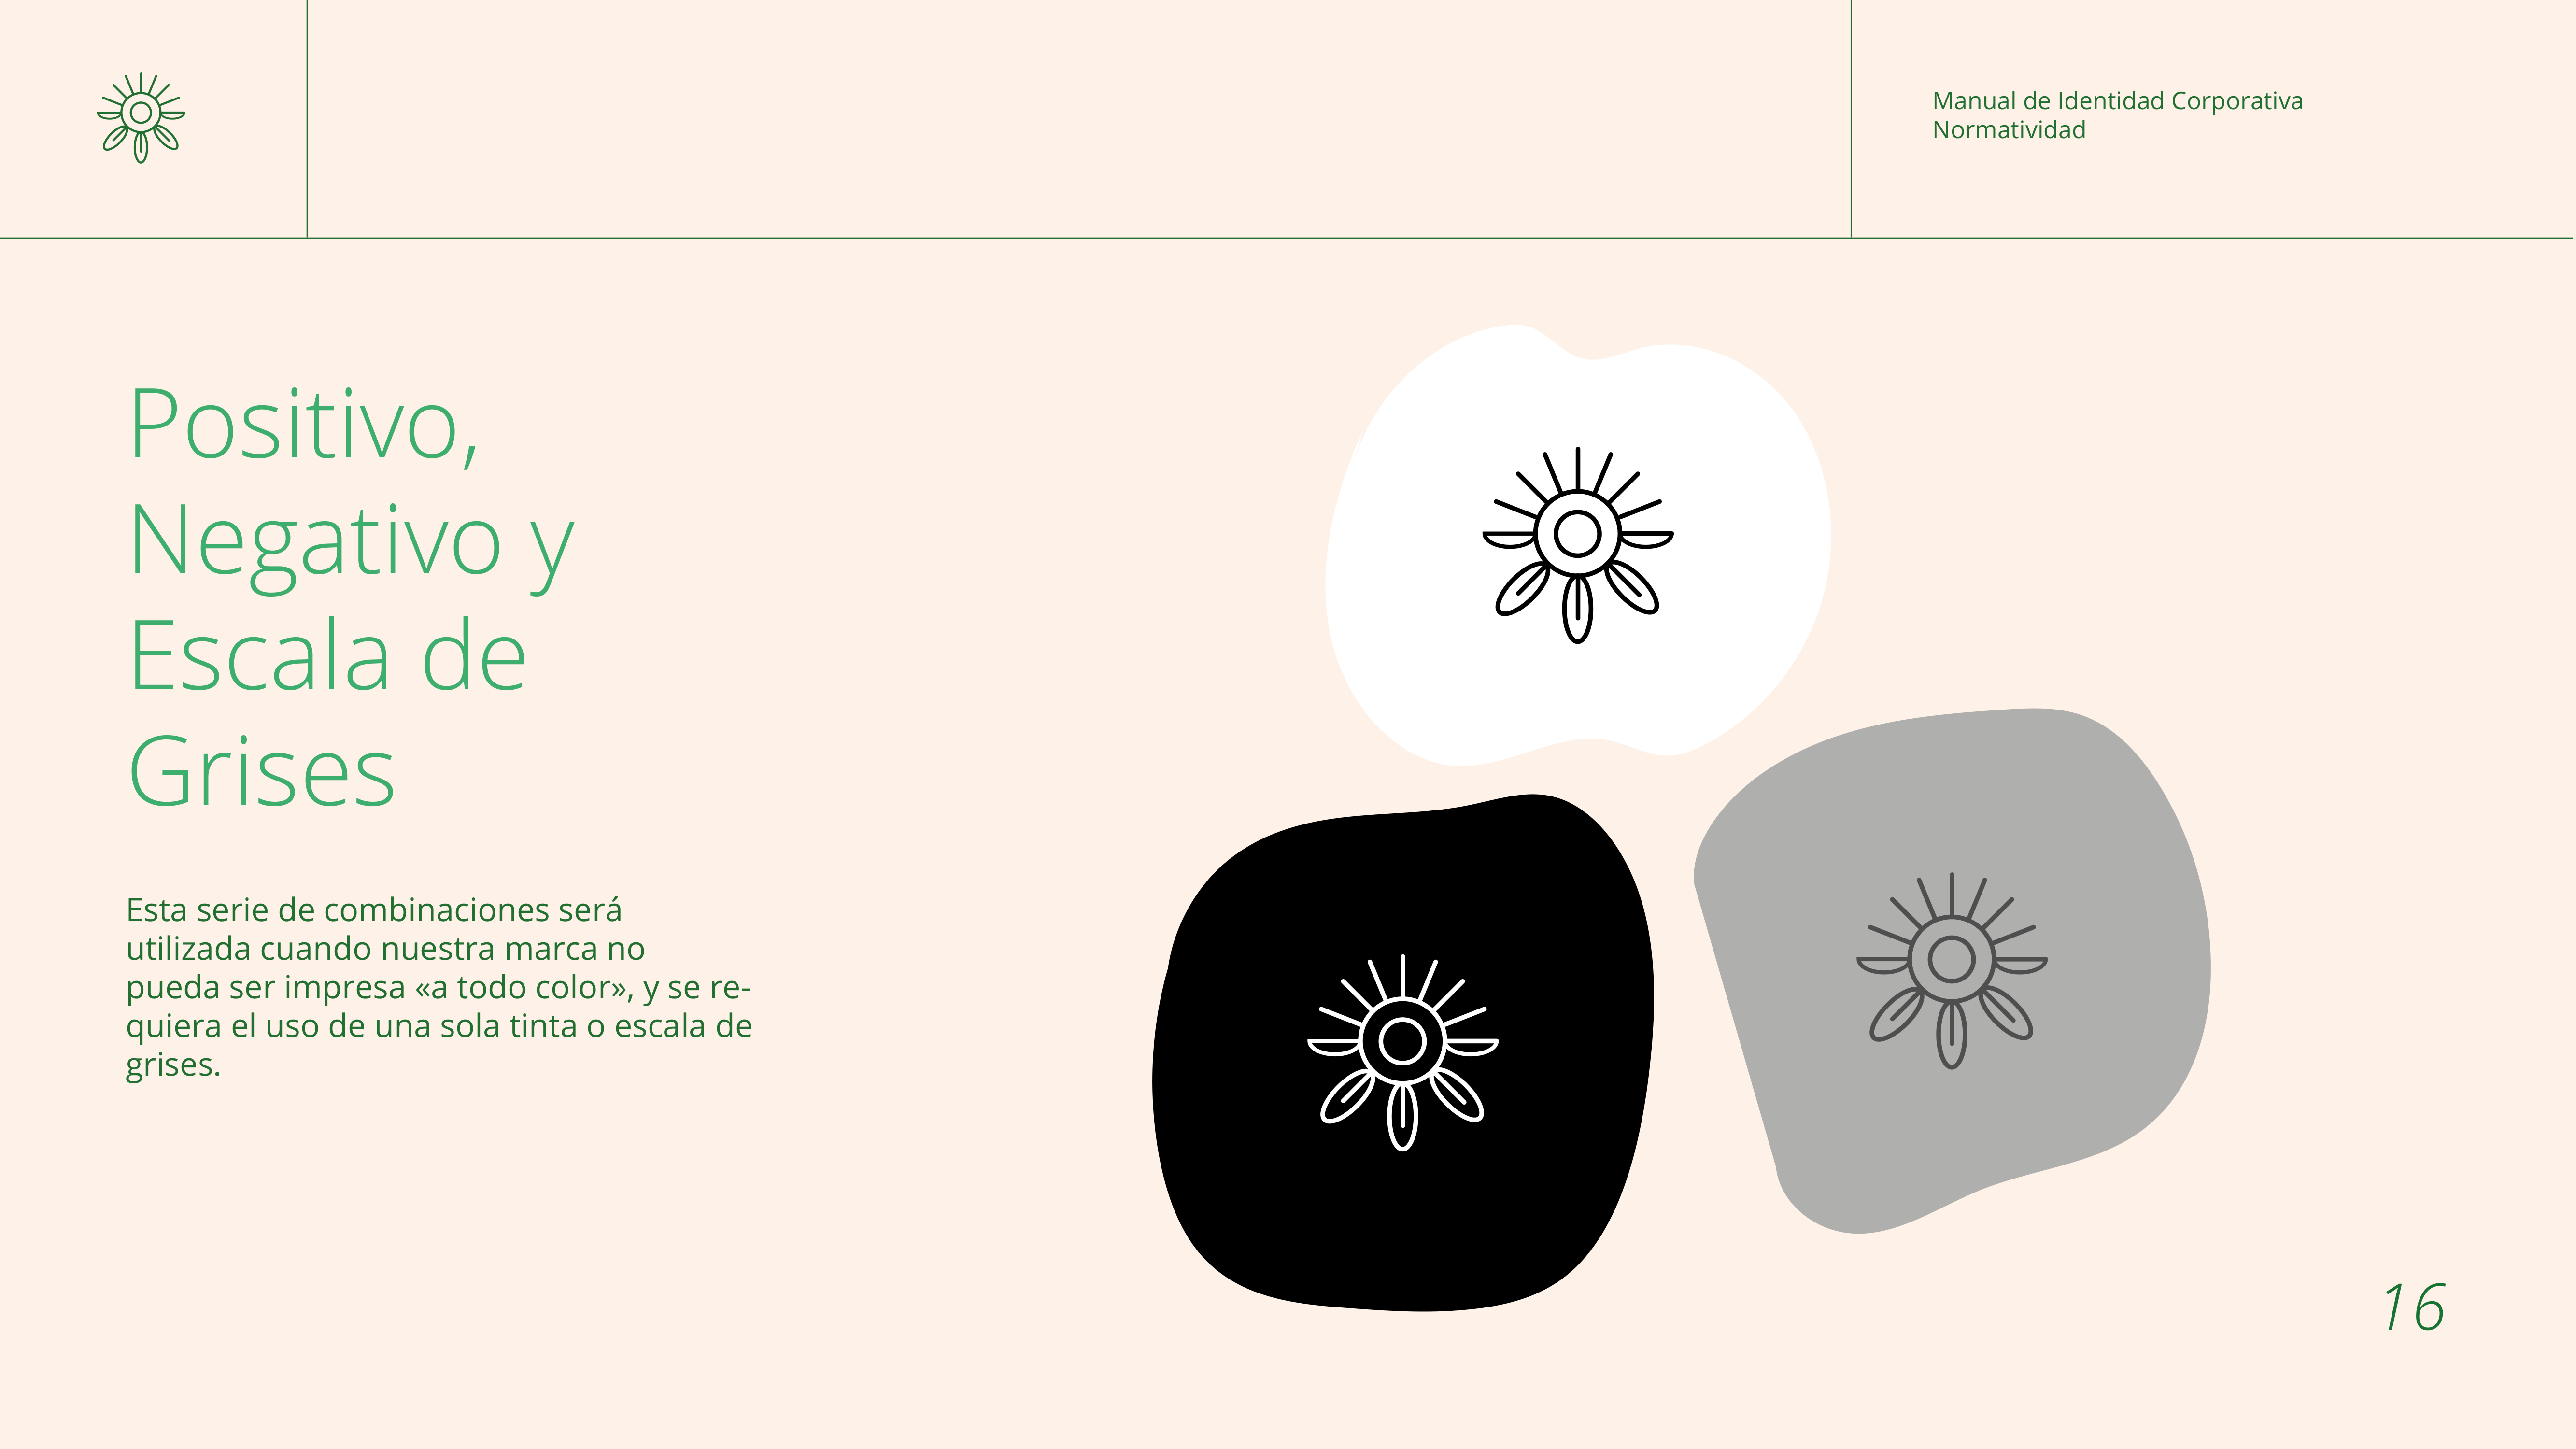 Manual de Identidad Corporativa
Normatividad
Positivo,
Negativo y
Escala de
Grises
Esta serie de combinaciones será
utilizada cuando nuestra marca no
pueda ser impresa «a todo color», y se re-
quiera el uso de una sola tinta o escala de
grises.
16